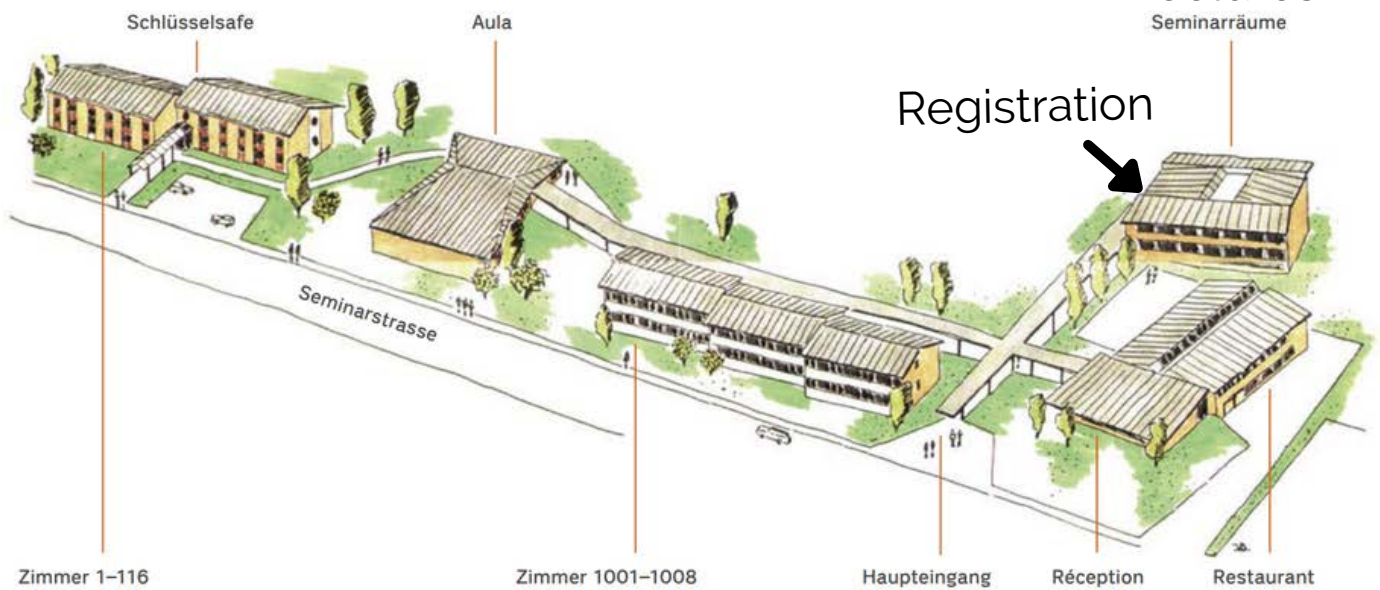 Schlüsselsafe
Aula
Seminarräume
Registration
Seminarstrasse
Zimmer 1–116
Zimmer 1001–1008
Haupteingang
Réception
Restaurant